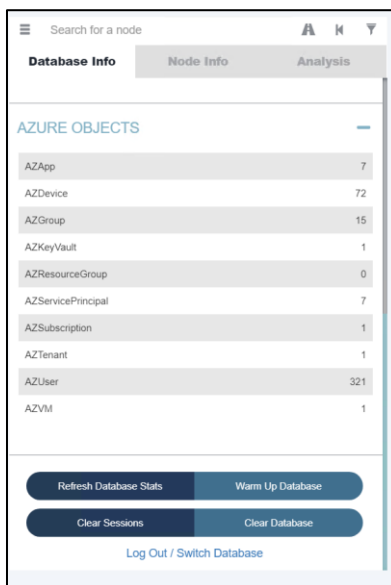 Search for a node
Database Info Node Info Analysis
AZURE OBJECTS
AZApp 7
AZDevice 72
AZGroup 15
AZKeyVault 1
AZResourceGroup 0
AZServicePrincipal 7
AZSubscription 1
AZTenant 1
AZUser 321
AZVM 1
Refresh Database Stats Warm Up Database
Clear Sessions Clear Database
Log Out / Switch Database